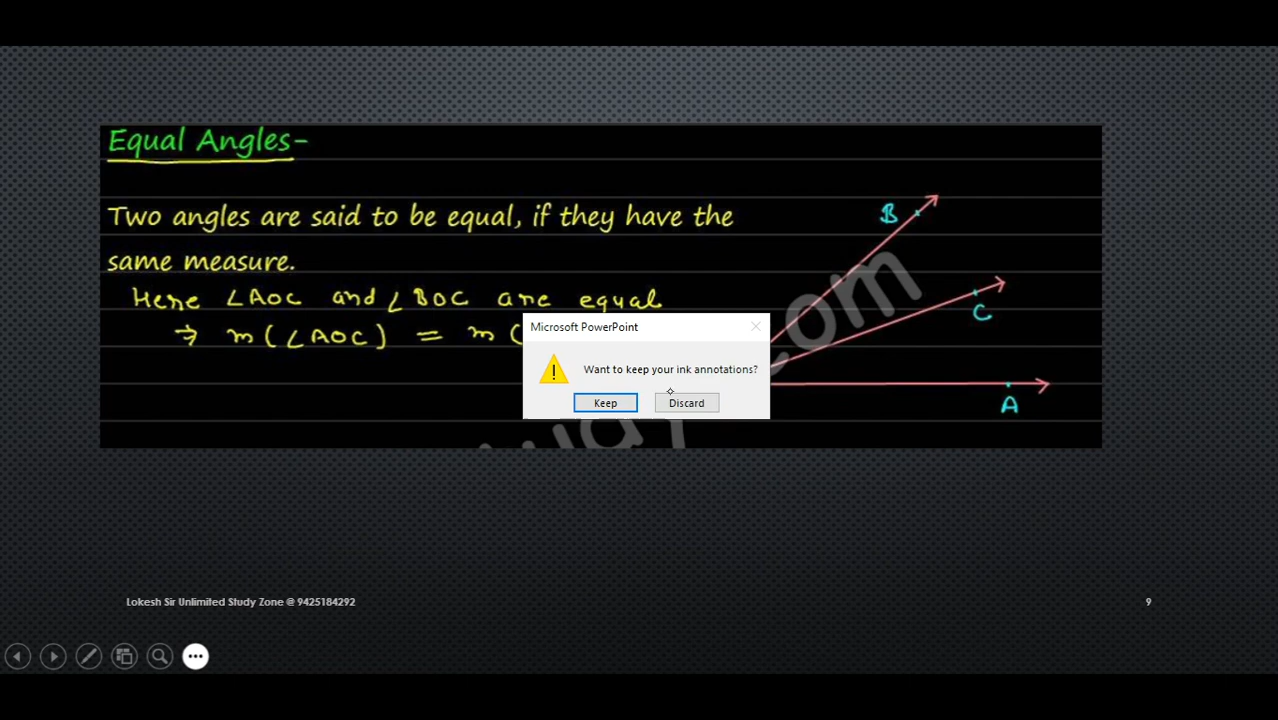 Equal Angles-
Two angles are said to be equal, if they have the
same measure.
Here ∠AOC and ∠BOC are equal
→ m(∠AOC) = m(
B
C
A
Microsoft PowerPoint
Want to keep your ink annotations?
Keep
Discard
.com
study
Lokesh Sir Unlimited Study Zone @ 9425184292
9